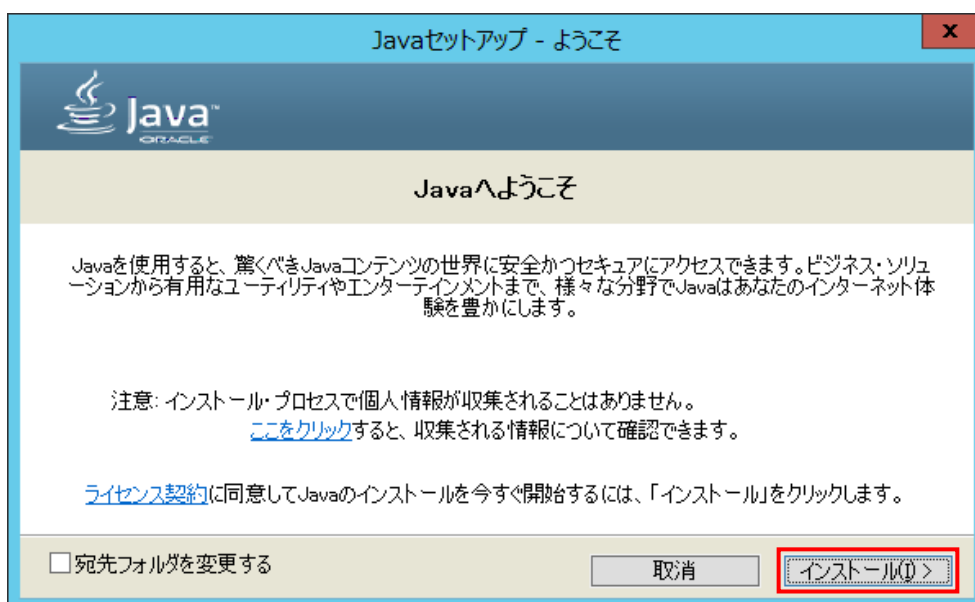 Javaセットアップ - ようこそ
x
Java™
ORACLE
Javaへようこそ
Javaを使用すると、驚くべきJavaコンテンツの世界に安全かつセキュアにアクセスできます。ビジネス・ソリュ
ーションから有用なユーティリティやエンターテインメントまで、様々な分野でJavaはあなたのインターネット体
験を豊かにします。
注意: インストール・プロセスで個人情報が収集されることはありません。
ここをクリックすると、収集される情報について確認できます。
ライセンス契約に同意してJavaのインストールを今すぐ開始するには、「インストール」をクリックします。
宛先フォルダを変更する
取消
インストール(I) >